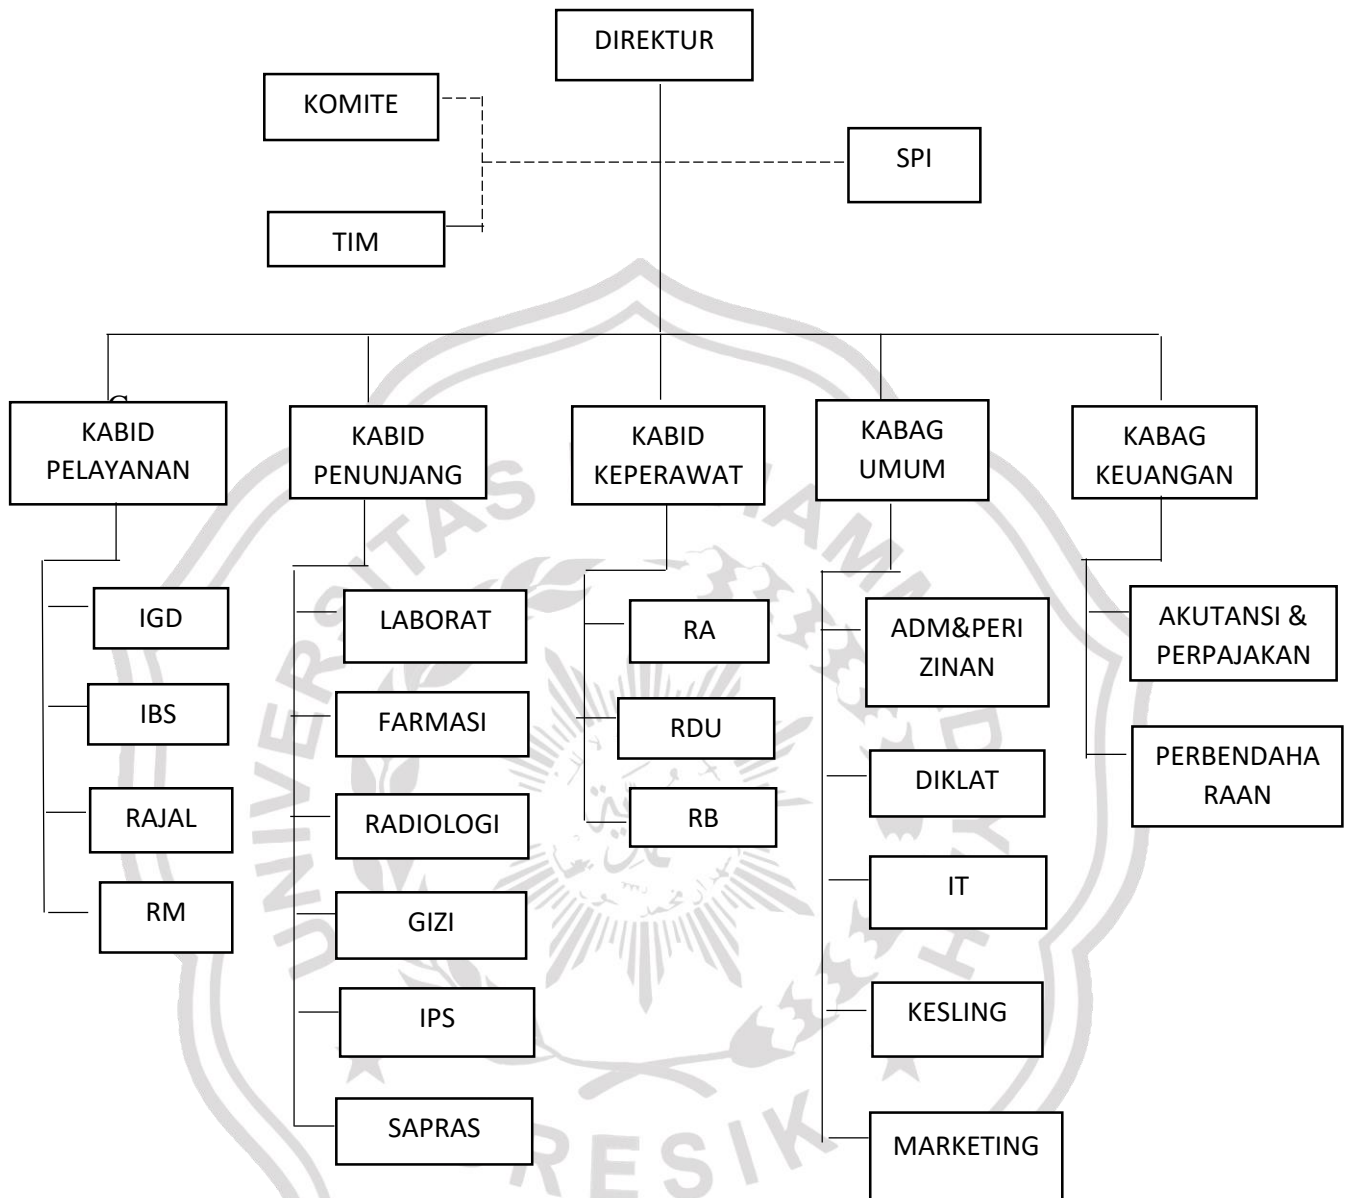 DIREKTUR
KOMITE
SPI
TIM
KABID
PELAYANAN
KABID
PENUNJANG
KABID
KEPERAWAT
KABAG
UMUM
KABAG
KEUANGAN
IGD
IBS
RAJAL
RM
LABORAT
FARMASI
RADIOLOGI
GIZI
IPS
SAPRAS
RA
RDU
RB
ADM&PERI
ZINAN
DIKLAT
IT
KESLING
MARKETING
AKUTANSI &
PERPAJAKAN
PERBENDAHA
RAAN
UNIVERSITAS
RESIK